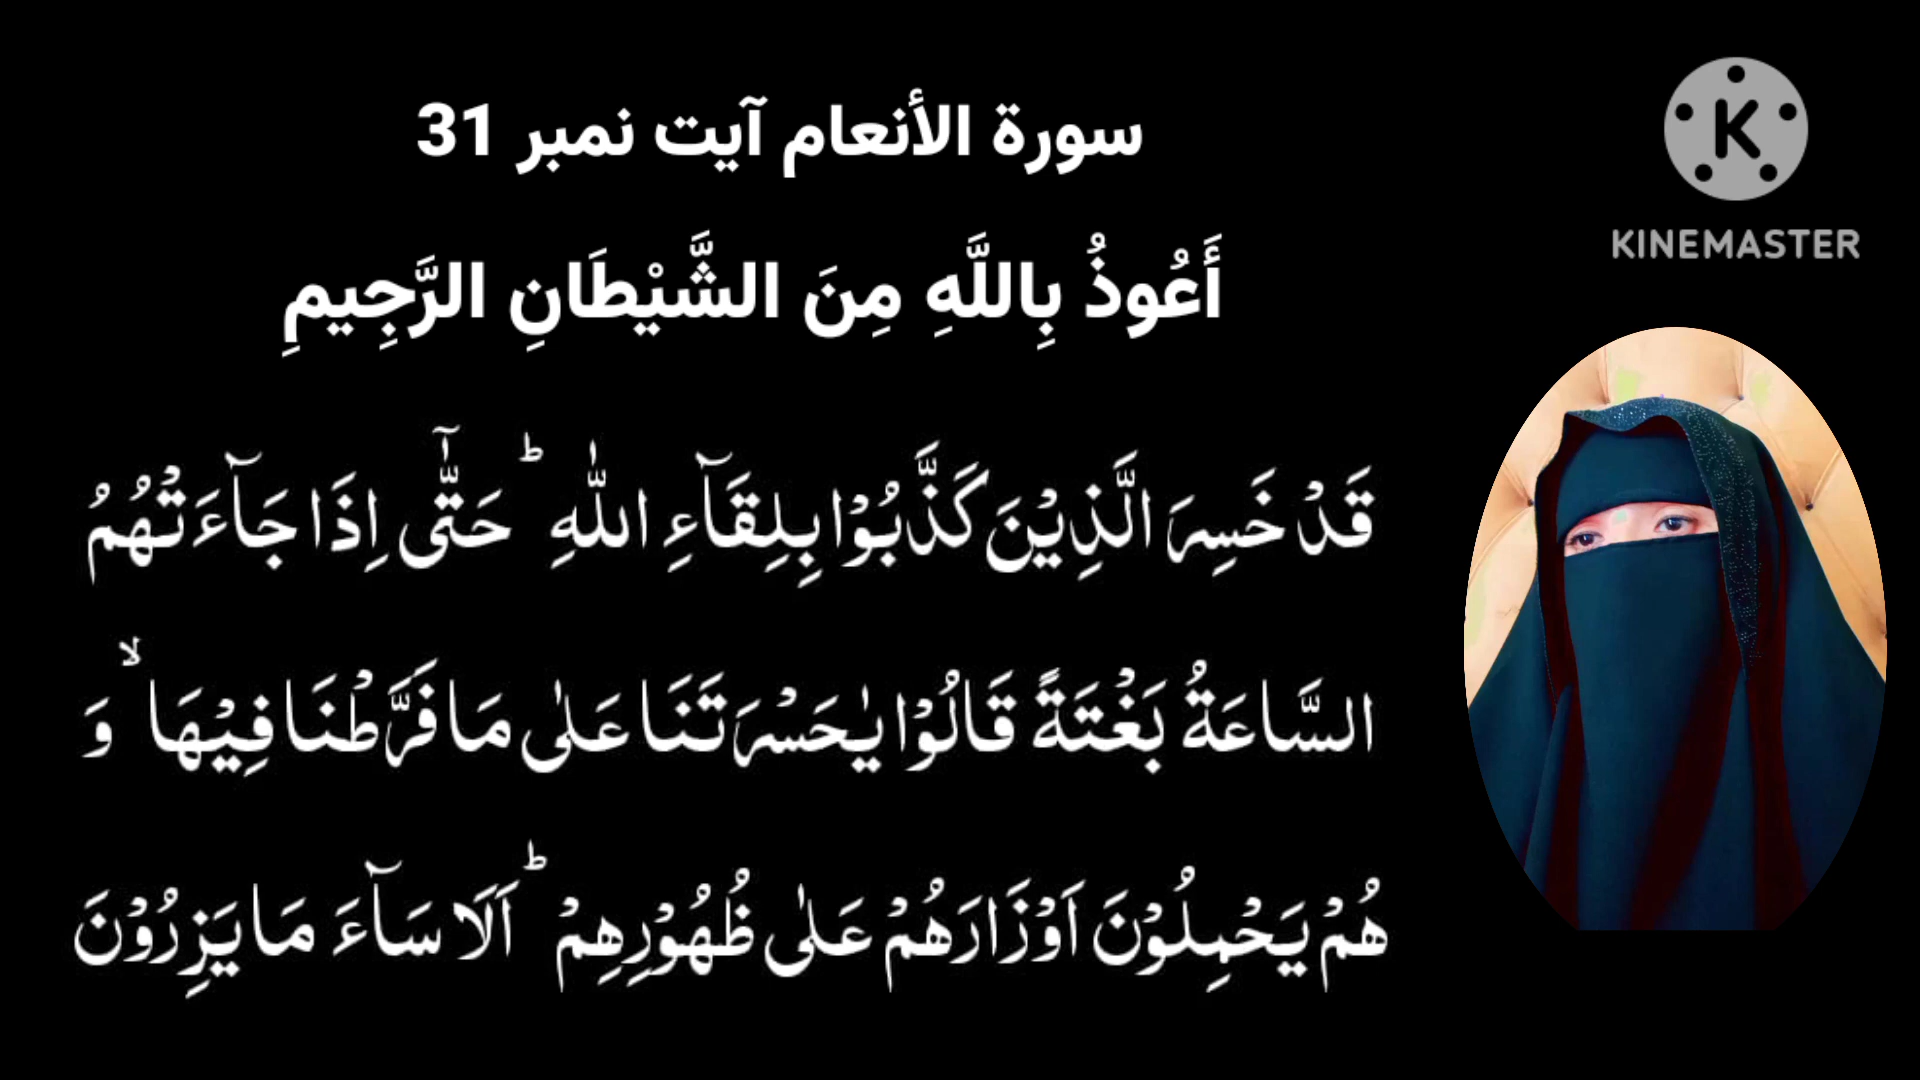 سورة الأنعام آيت نمبر 31
KINEMASTER
أَعُوذُ بِاللَّهِ مِنَ الشَّيْطَانِ الرَّجِيمِ
قَدْ خَسِرَ الَّذِيْنَ كَذَّبُوْا بِلِقَآءِ اللّٰهِ ؕ حَتّٰۤى اِذَا جَآءَتْهُمُ
السَّاعَةُ بَغْتَةً قَالُوْا يٰحَسْرَتَنَا عَلٰى مَا فَرَّطْنَا فِيْهَا ۙ وَ
هُمْ يَحْمِلُوْنَ اَوْزَارَهُمْ عَلٰى ظُهُوْرِهِمْ ؕ اَلَا سَآءَ مَا يَزِرُوْنَ